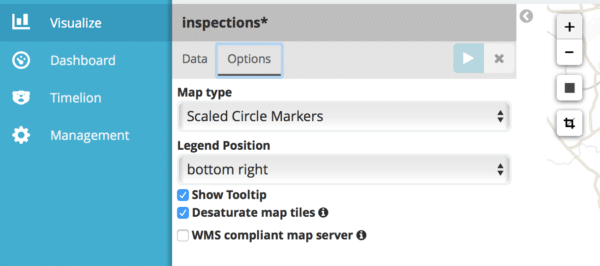 Visualize
Dashboard
Timelion
Management
inspections*
Data Options
Map type
Scaled Circle Markers
Legend Position
bottom right
Show Tooltip
Desaturate map tiles
WMS compliant map server